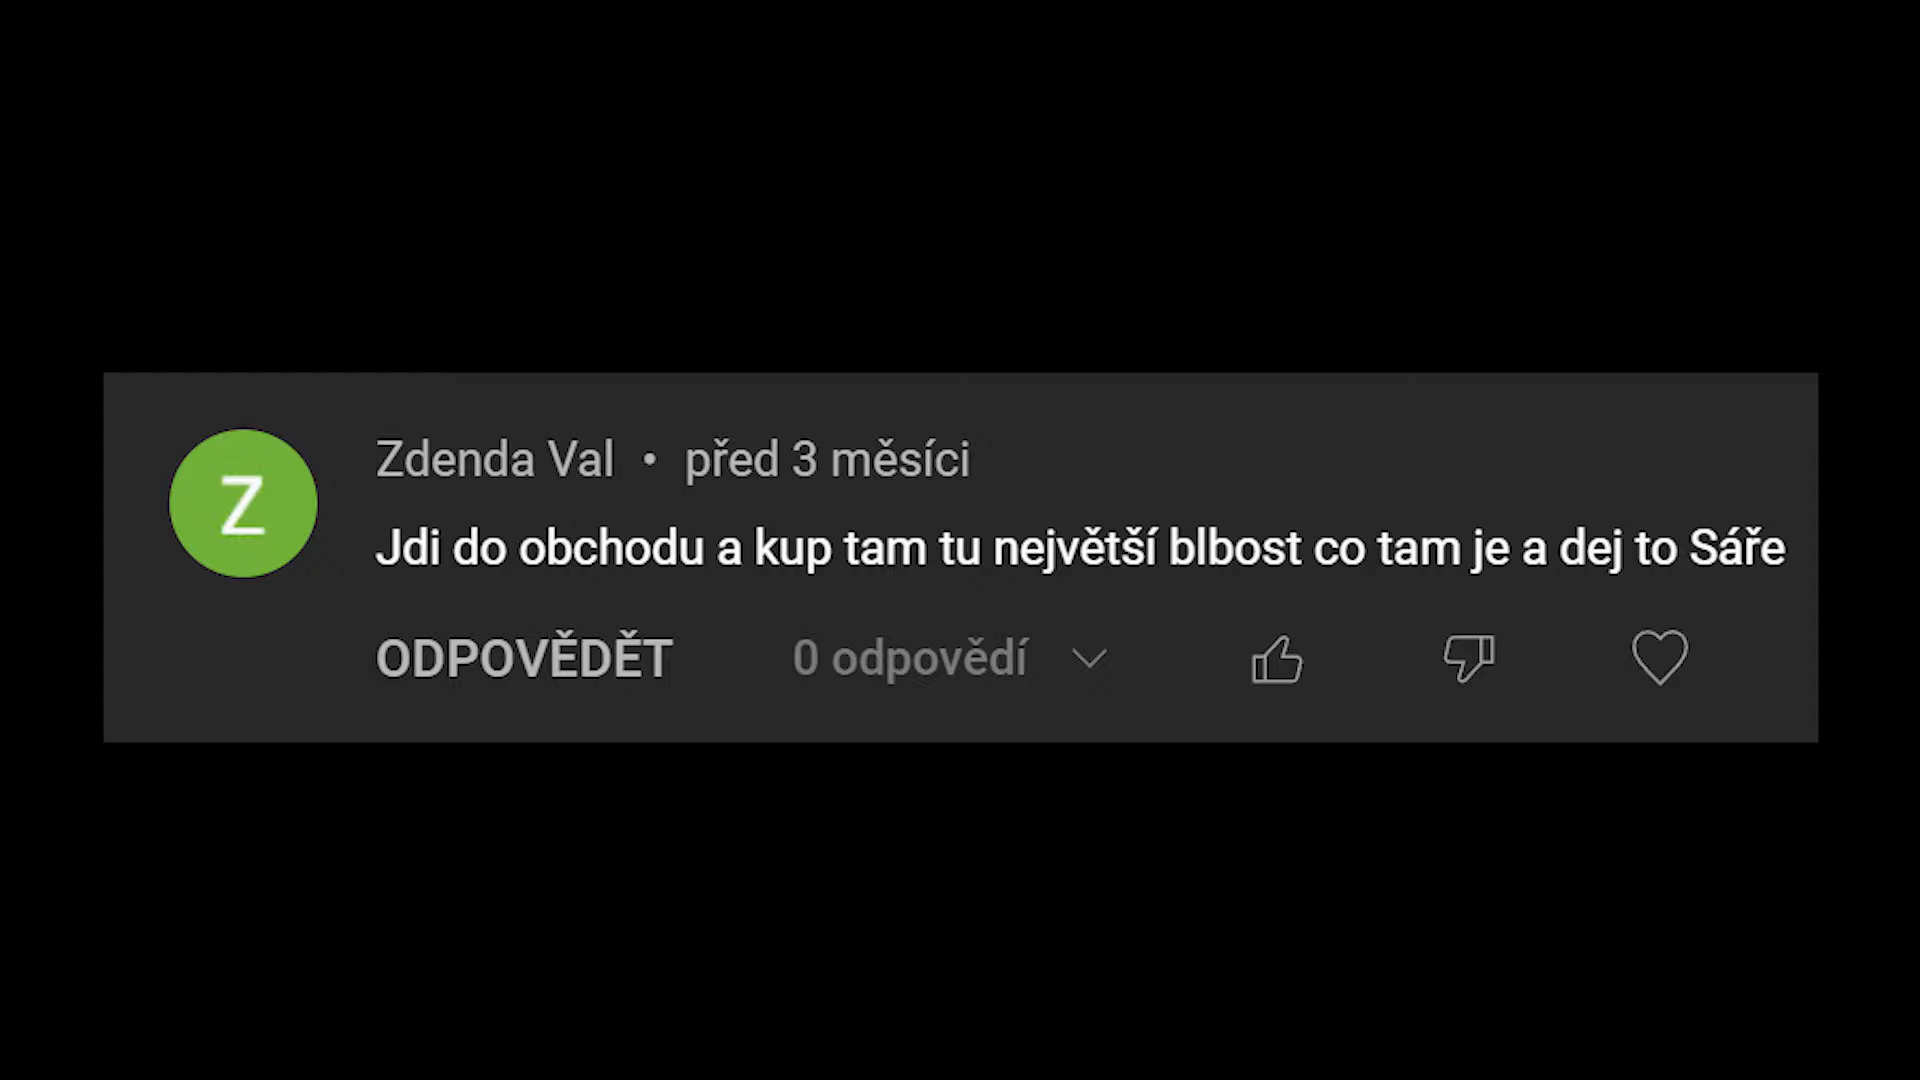 Z
Zdenda Val • před 3 měsíci
Jdi do obchodu a kup tam tu největší blbost co tam je a dej to Sáře
ODPOVĚDĚT 0 odpovědí